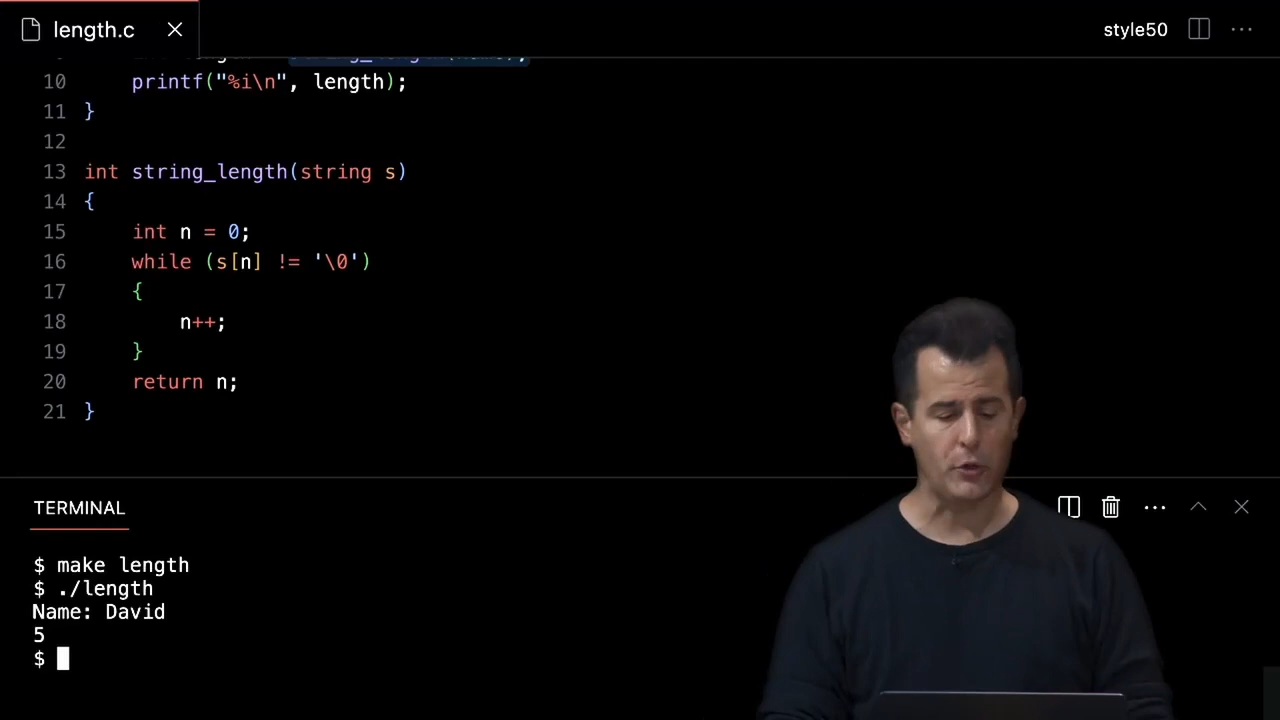 length.c
style50
10 printf("%i\n", length);
11 }
12
13 int string_length(string s)
14 {
15 int n = 0;
16 while (s[n] != '\0')
17 {
18 n++;
19 }
20 return n;
21 }
TERMINAL
$ make length
$ ./length
Name: David
5
$